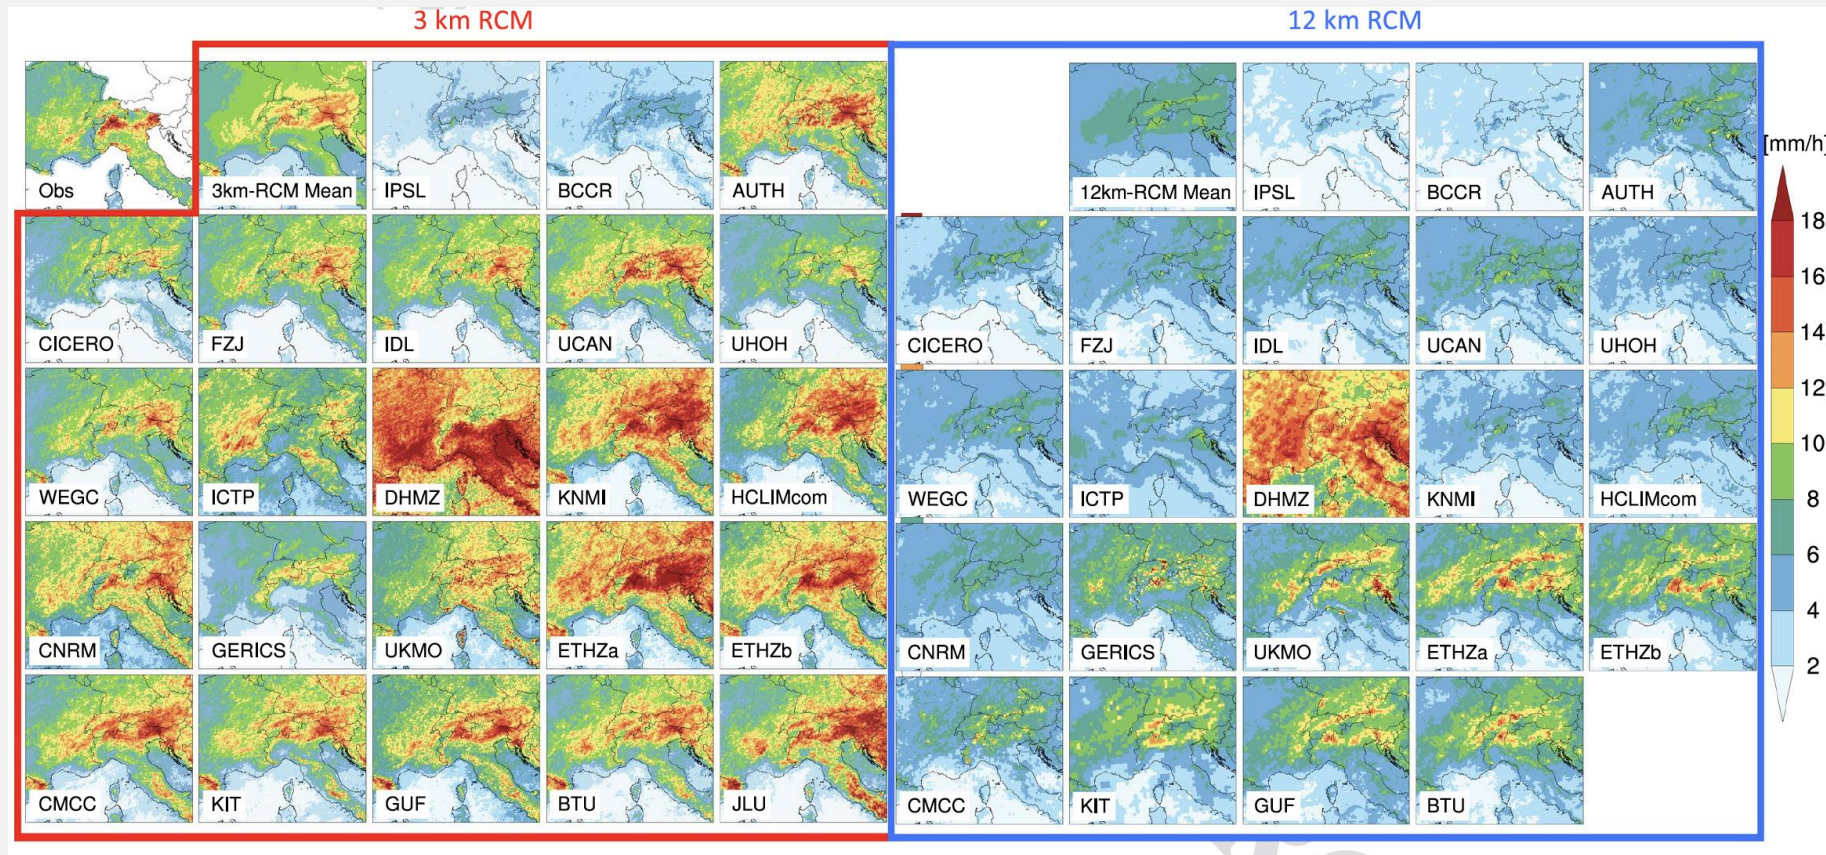 3 km RCM
12 km RCM
Obs
3km-RCM Mean
IPSL
BCCR
AUTH
12km-RCM Mean
IPSL
BCCR
AUTH
[mm/h]
CICERO
FZJ
IDL
UCAN
UHOH
CICERO
FZJ
IDL
UCAN
UHOH
WEGC
ICTP
DHMZ
KNMI
HCLIMcom
WEGC
ICTP
DHMZ
KNMI
HCLIMcom
CNRM
GERICS
UKMO
ETHZa
ETHZb
CNRM
GERICS
UKMO
ETHZa
ETHZb
CMCC
KIT
GUF
BTU
JLU
CMCC
KIT
GUF
BTU
18
16
14
12
10
8
6
4
2